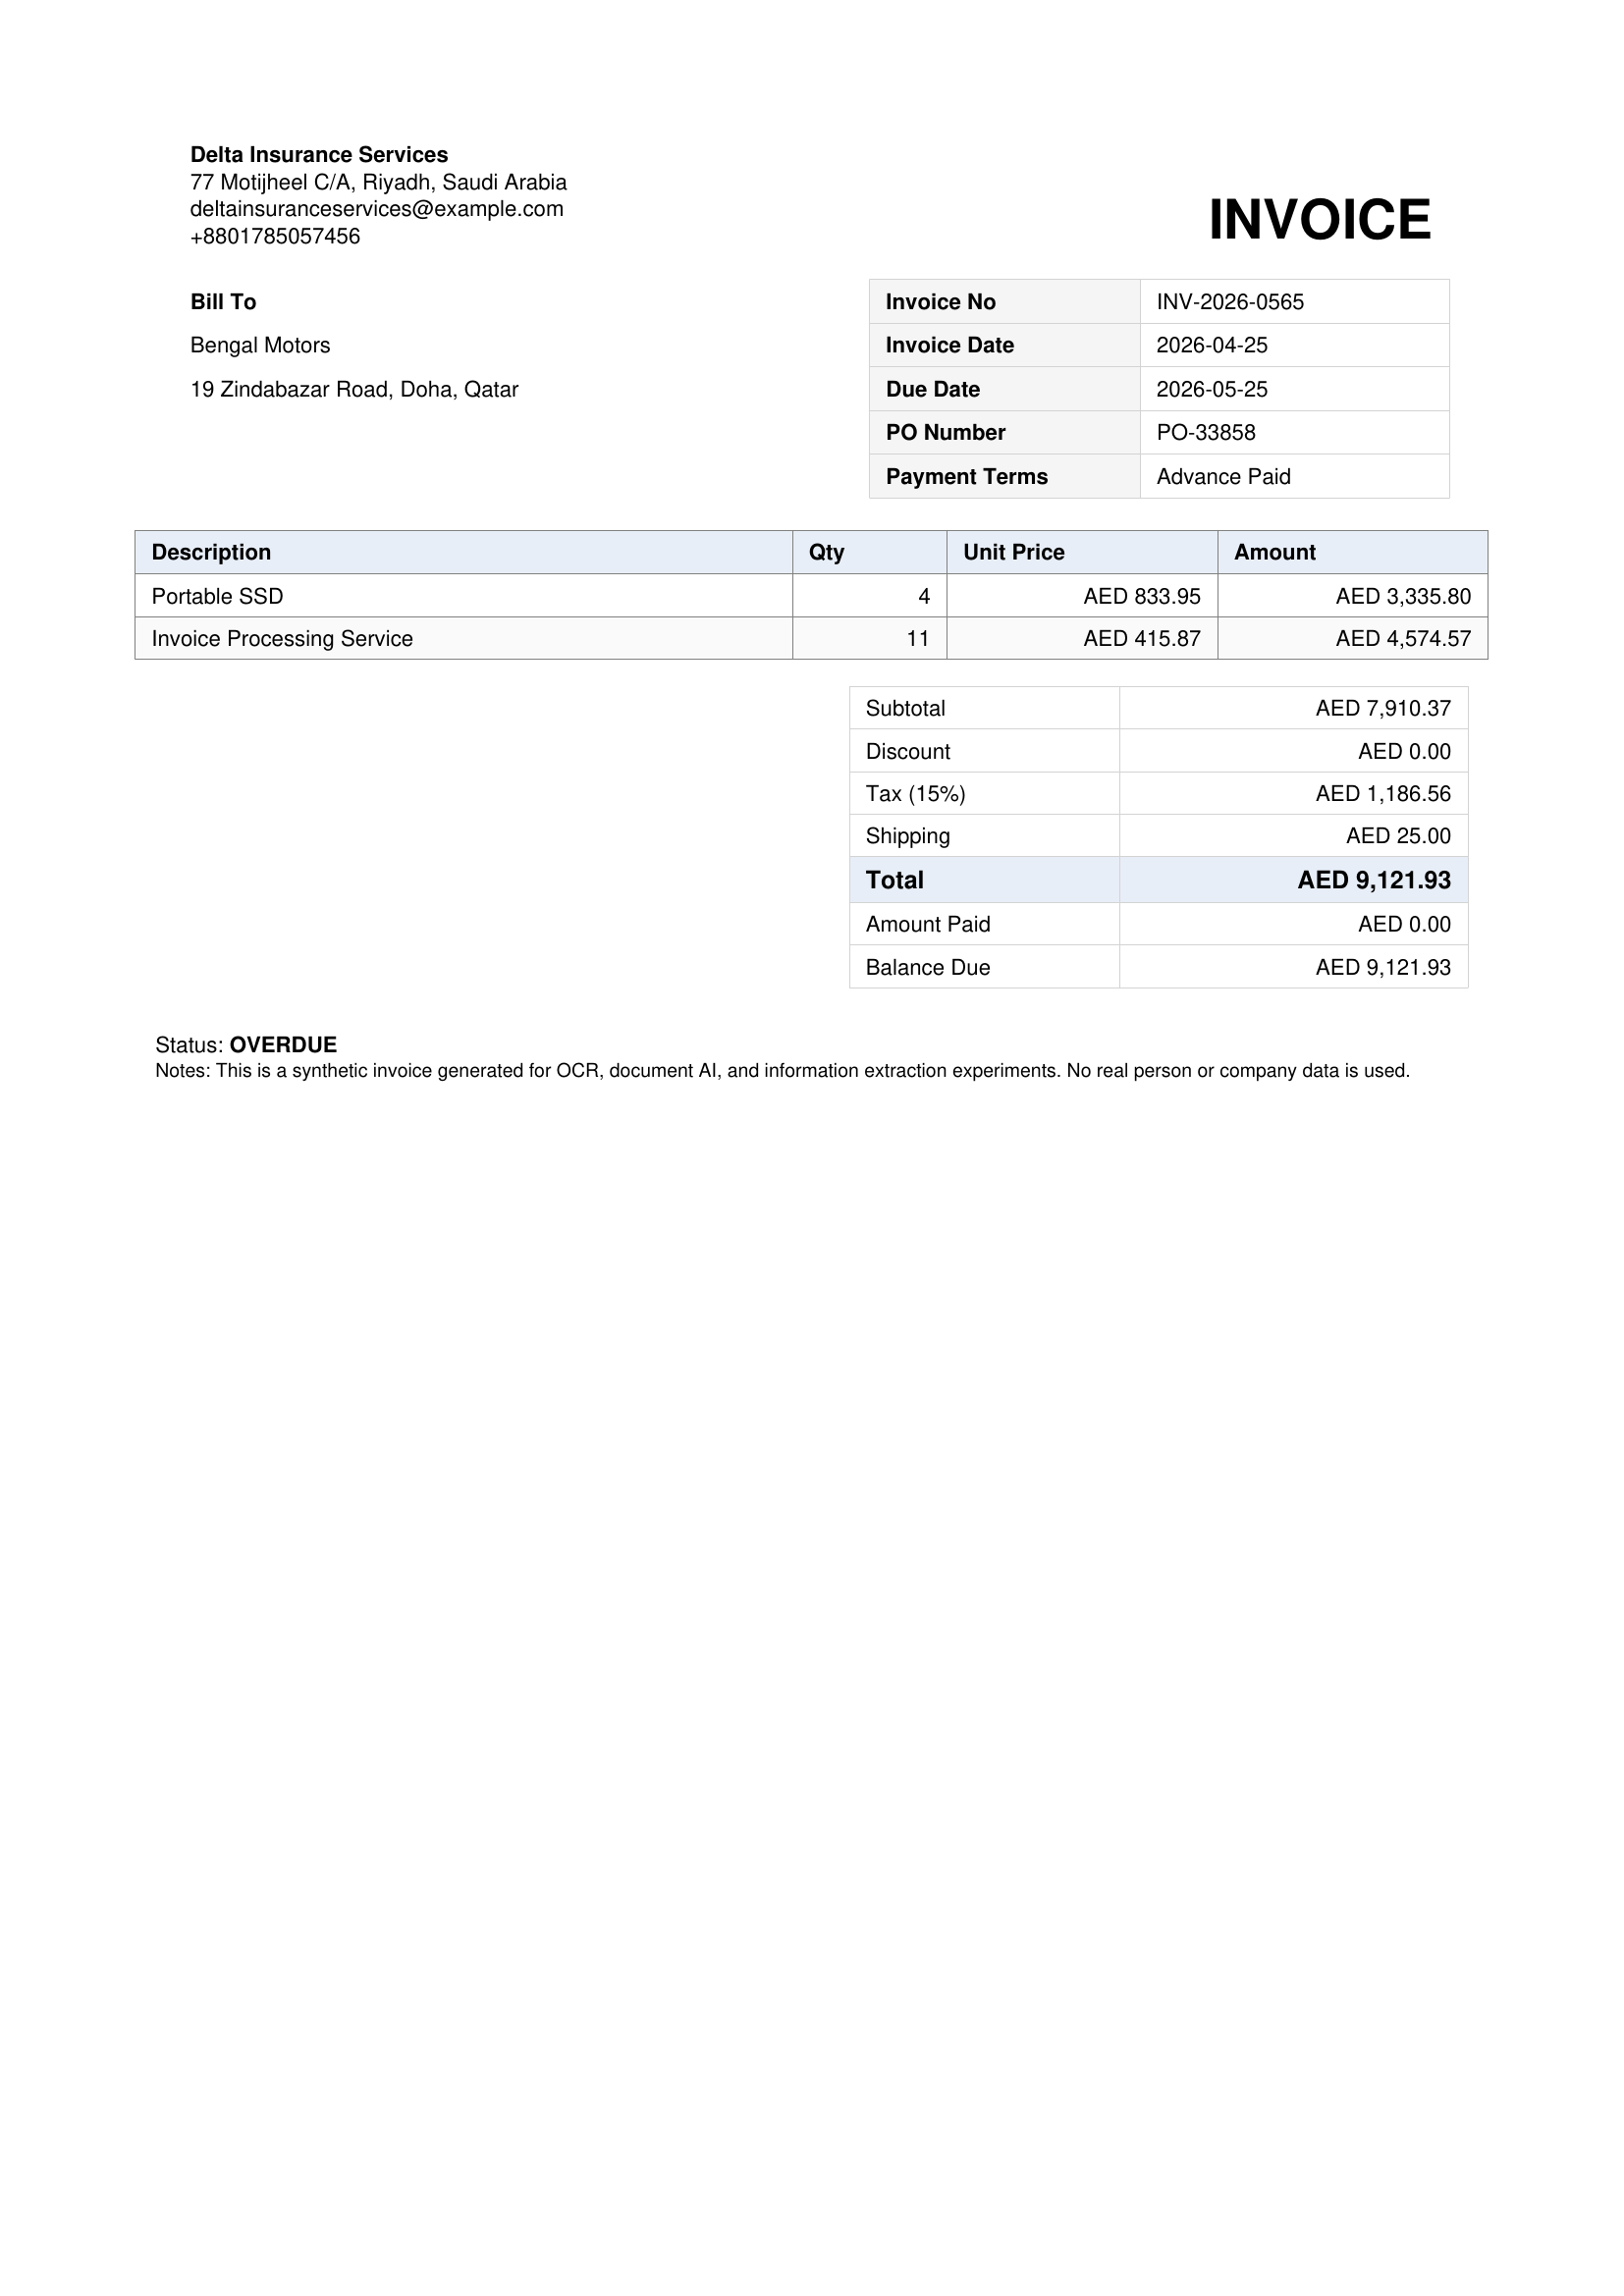 Delta Insurance Services
77 Motijheel C/A, Riyadh, Saudi Arabia
deltainsuranceservices@example.com
+8801785057456
INVOICE
Bill To
Bengal Motors
19 Zindabazar Road, Doha, Qatar
Invoice No INV-2026-0565
Invoice Date 2026-04-25
Due Date 2026-05-25
PO Number PO-33858
Payment Terms Advance Paid
Description Qty Unit Price Amount
Portable SSD 4 AED 833.95 AED 3,335.80
Invoice Processing Service 11 AED 415.87 AED 4,574.57
Subtotal AED 7,910.37
Discount AED 0.00
Tax (15%) AED 1,186.56
Shipping AED 25.00
Total AED 9,121.93
Amount Paid AED 0.00
Balance Due AED 9,121.93
Status: OVERDUE
Notes: This is a synthetic invoice generated for OCR, document AI, and information extraction experiments. No real person or company data is used.